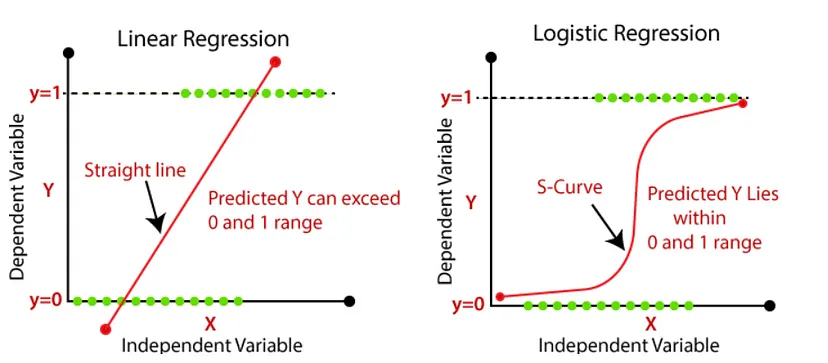 Linear Regression
y=1
Dependent Variable
Y
Straight line
Predicted Y can exceed
0 and 1 range
y=0
X
Independent Variable
Logistic Regression
y=1
Dependent Variable
Y
S-Curve
Predicted Y Lies
within
0 and 1 range
y=0
X
Independent Variable